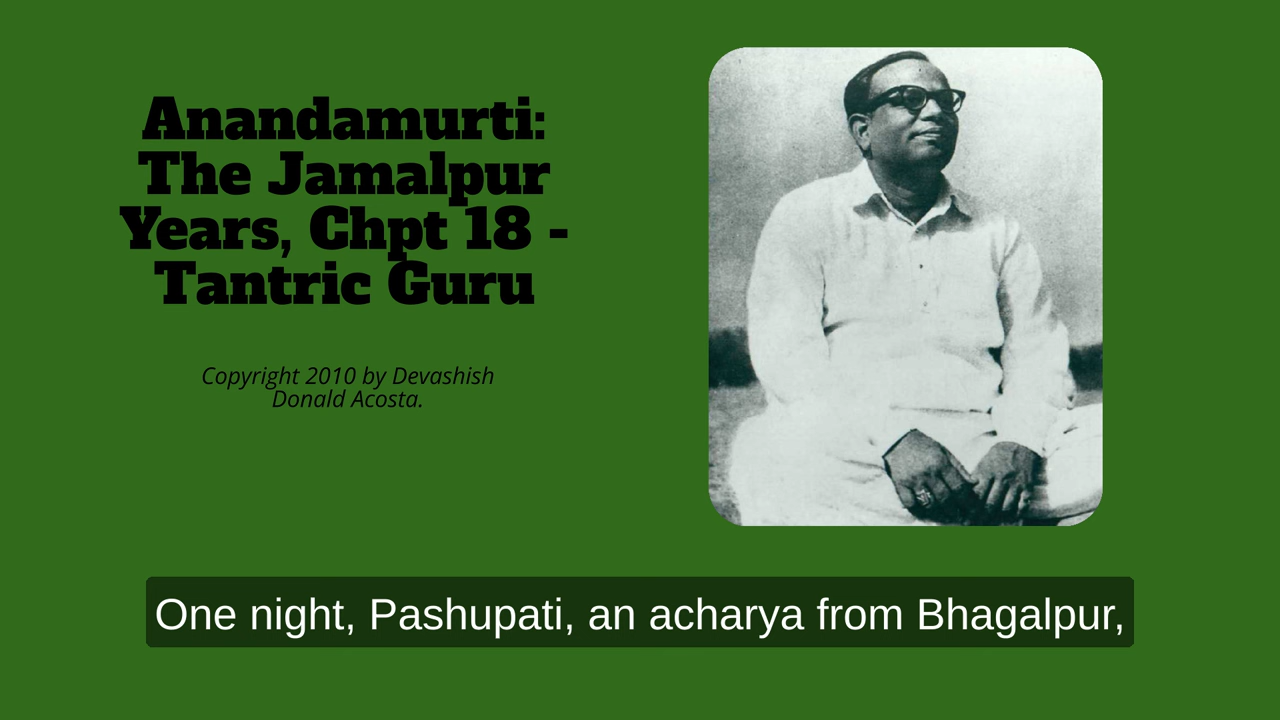 Anandamurti:
The Jamalpur
Years, Chpt 18 -
Tantric Guru
Copyright 2010 by Devashish
Donald Acosta.
One night, Pashupati, an acharya from Bhagalpur,